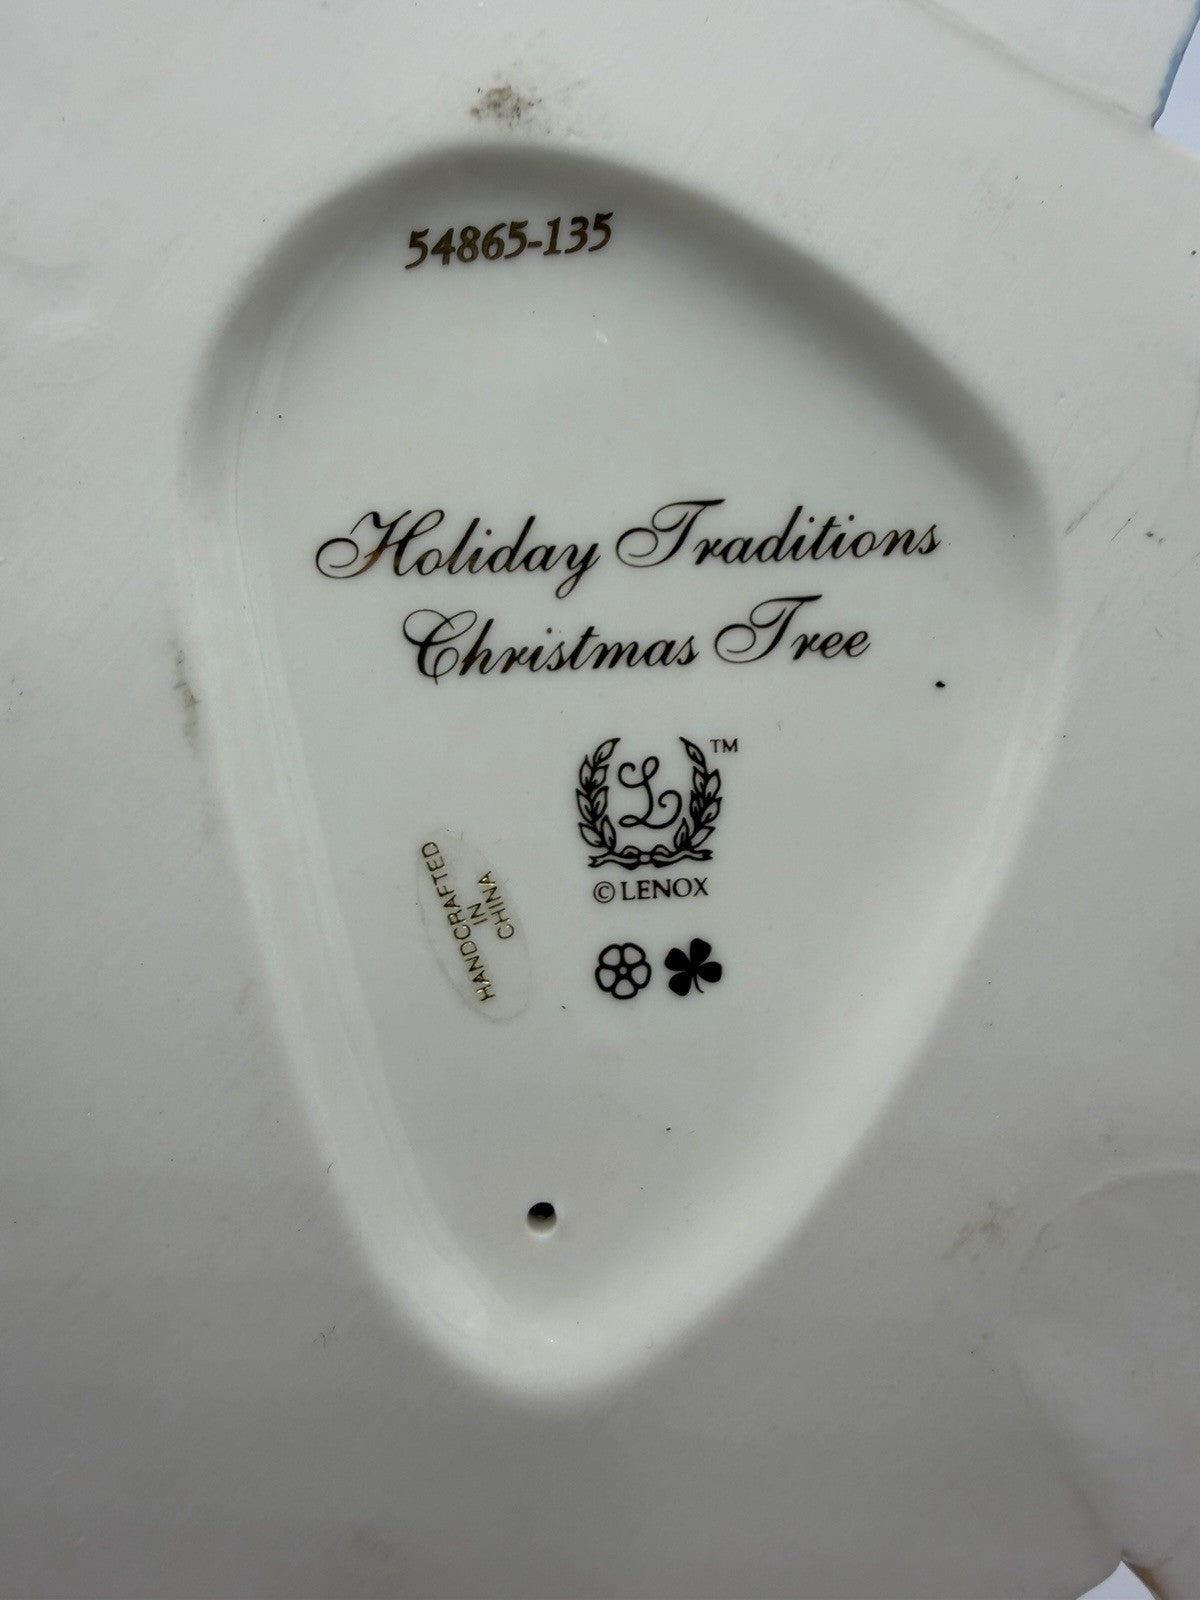 54865-135
Holiday Traditions
Christmas Tree
L
TM
© LENOX
HANDCRAFTED
IN
CHINA